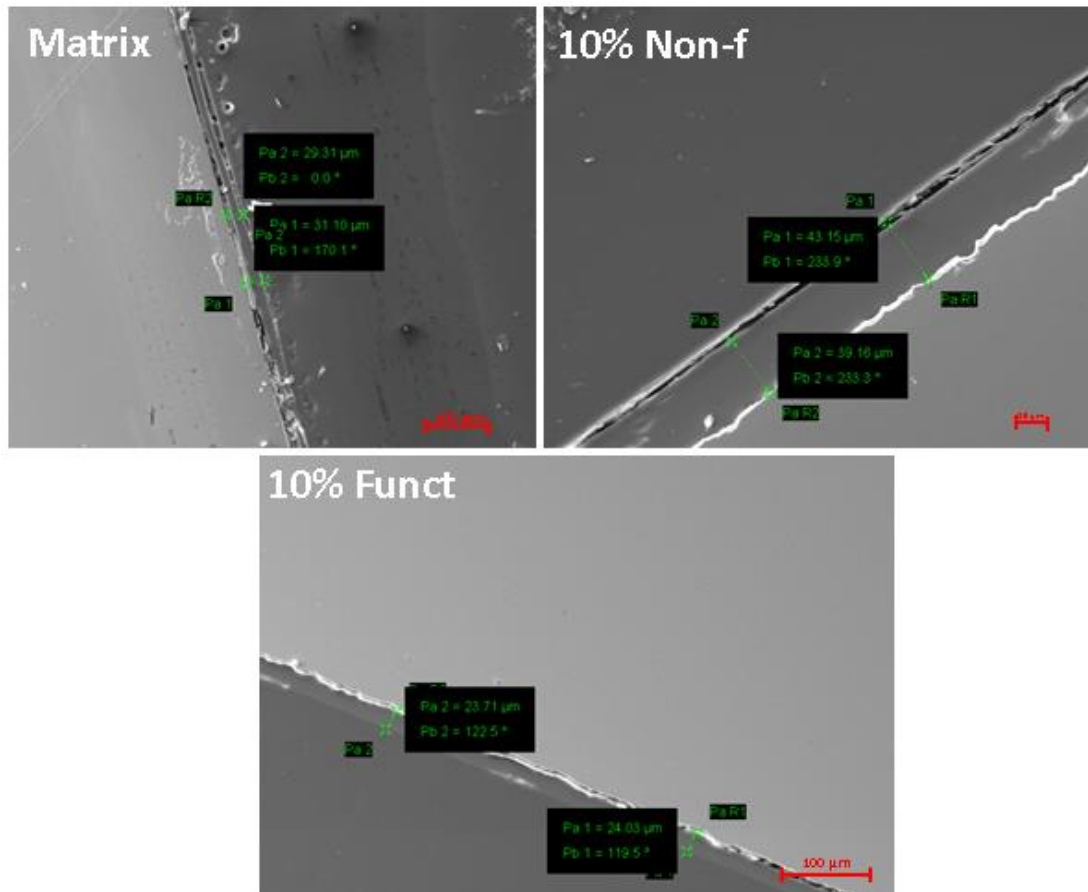 Matrix
Pa 2 = 29.31 µm
Pb 2 = 0.0 °
Pa R2
Pa 1 = 31.10 µm
Pa 2
Pb 1 = 170.1 °
Pa 1
10% Non-f
Pa 1
Pa 1 = 43.15 µm
Pb 1 = 233.9 °
Pa R1
Pa 2
Pa 2 = 39.16 µm
Pb 2 = 233.3 °
Pa R2
10% Funct
Pa 2 = 23.71 µm
Pb 2 = 122.5 °
Pa 2
Pa 1 = 24.03 µm
Pb 1 = 119.5 °
Pa R1
100 µm